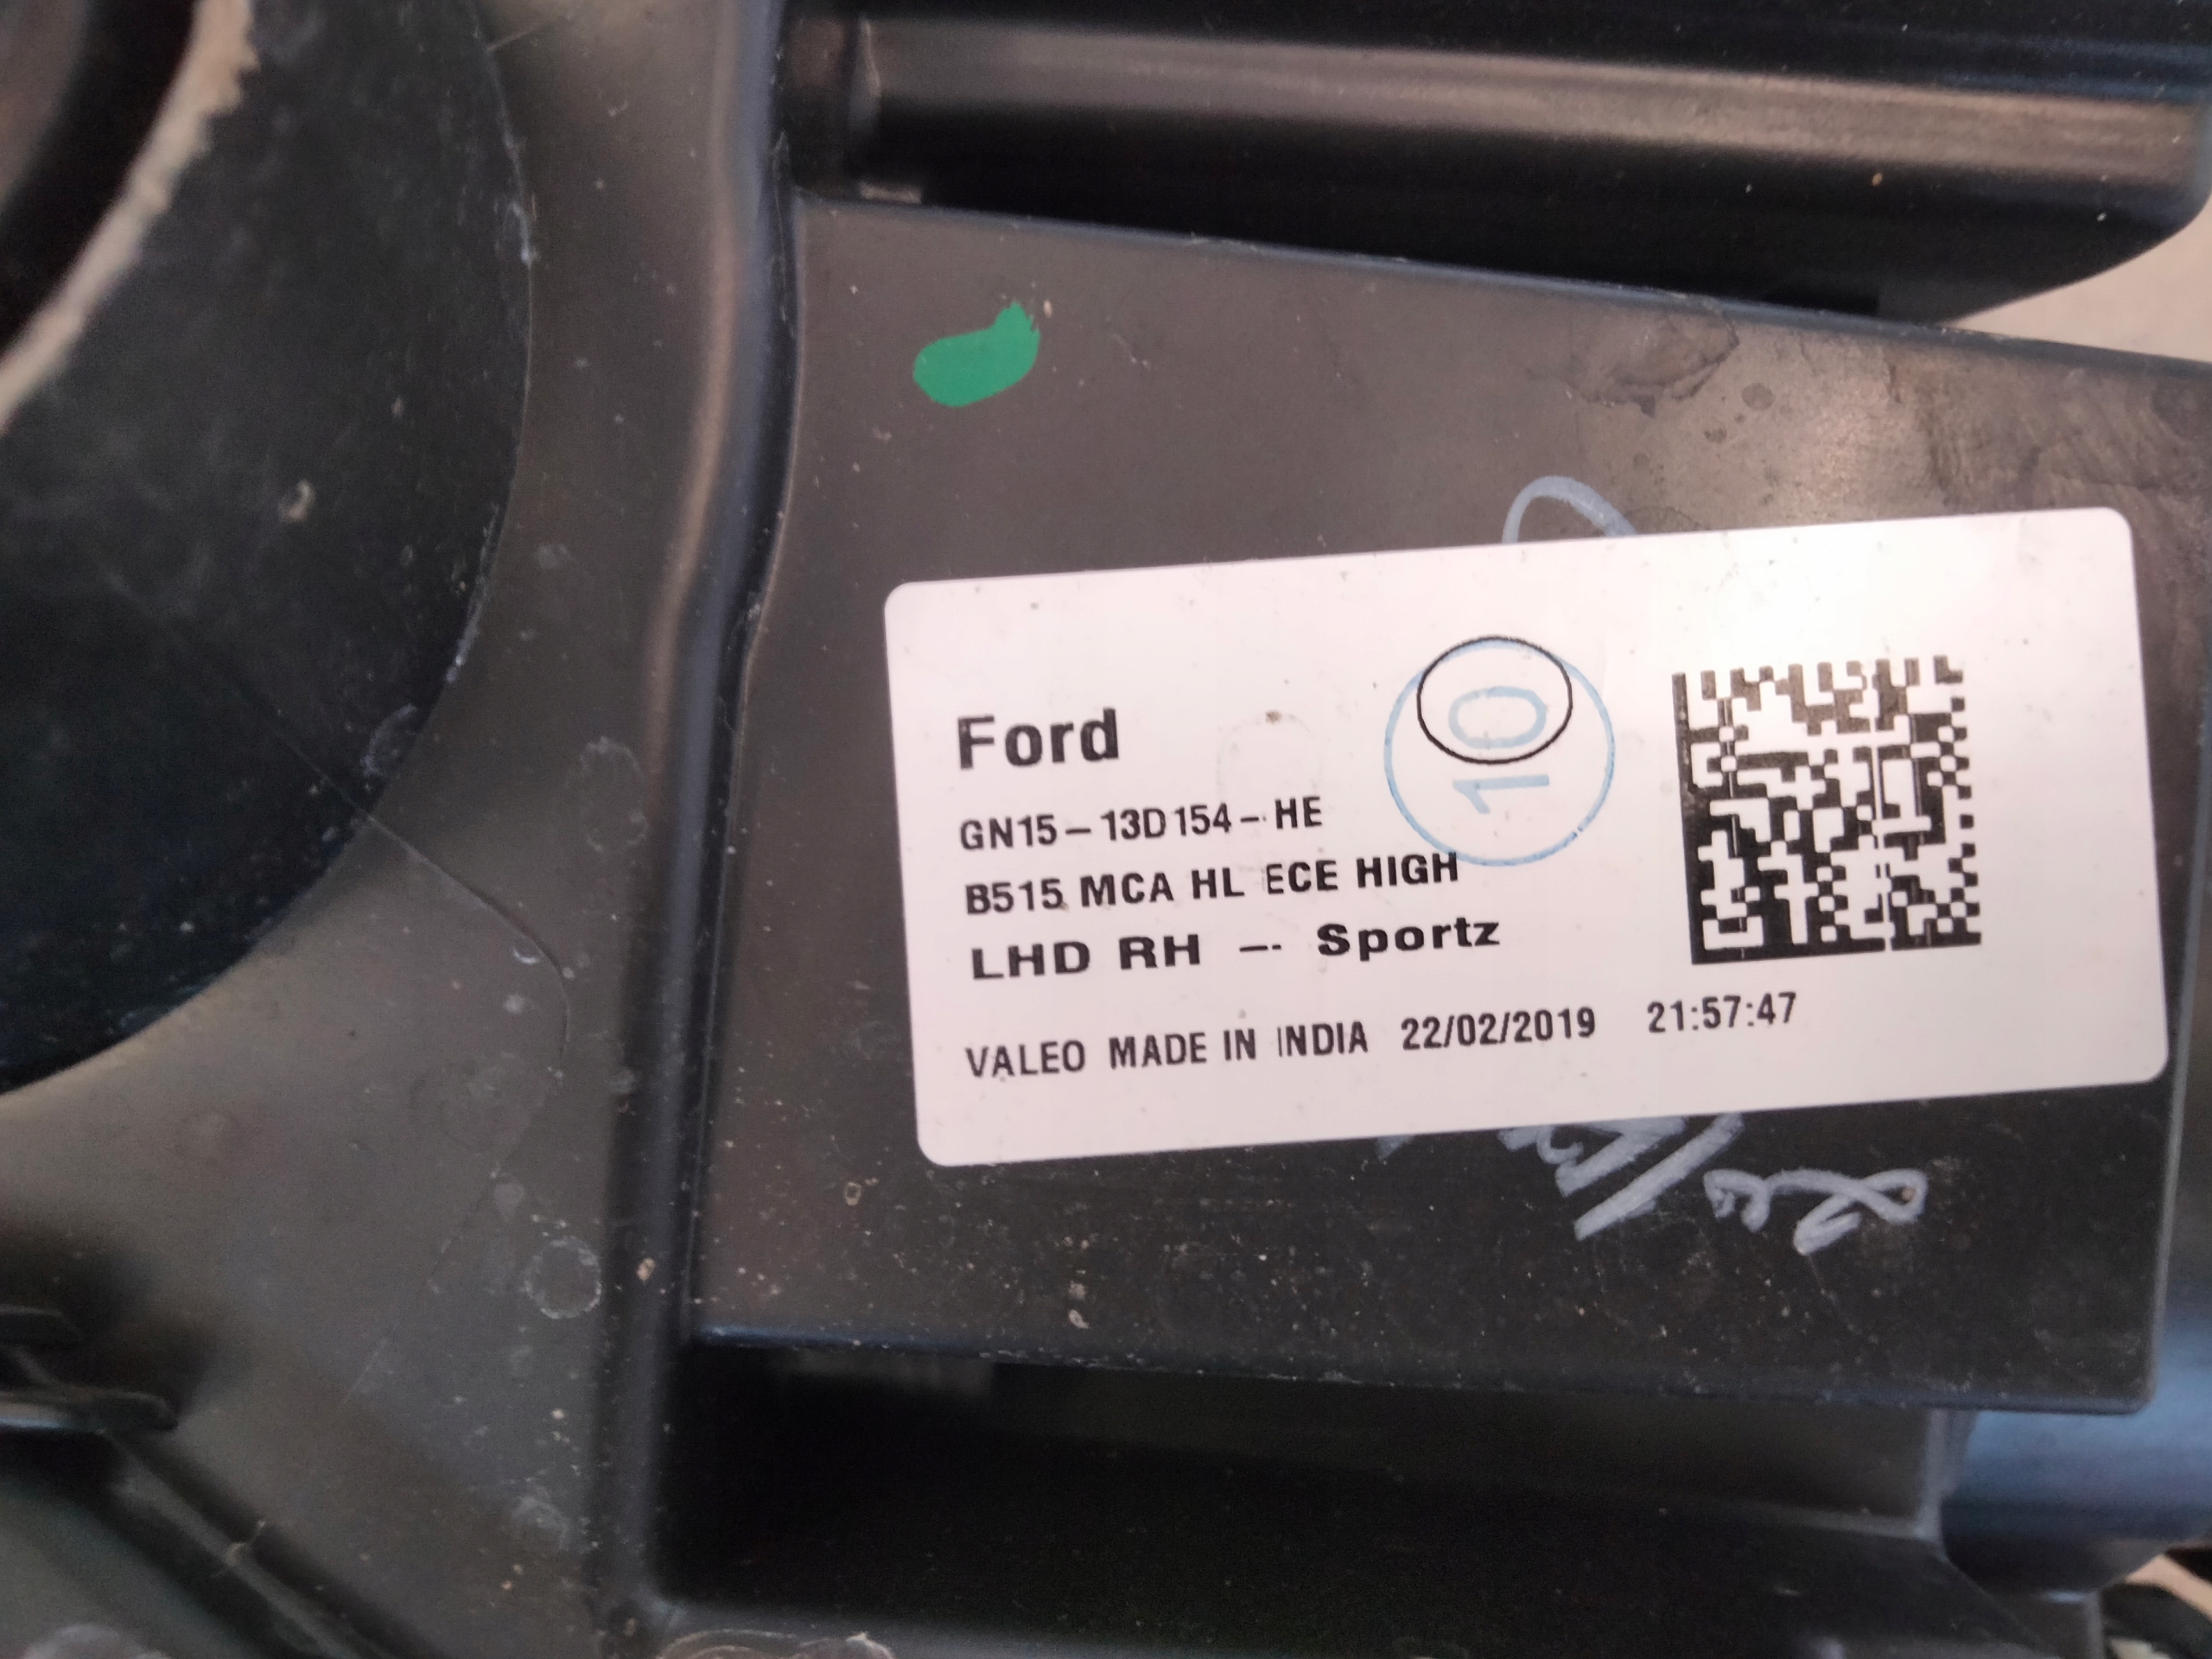 Ford
10
GN15-13D154-HE
B515 MCA HL ECE HIGH
LHD RH - Sportz
VALEO MADE IN INDIA 22/02/2019 21:57:47